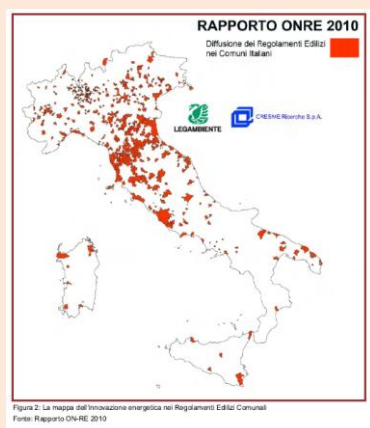 RAPPORTO ONRE 2010
Diffusione dei Regolamenti Edilizi
nei Comuni Italiani
LEGAMBIENTE
CRESME Ricerche S.p.A.
Figura 2: La mappa dell'innovazione energetica nei Regolamenti Edilizi Comunali
Fonte: Rapporto ON-RE 2010